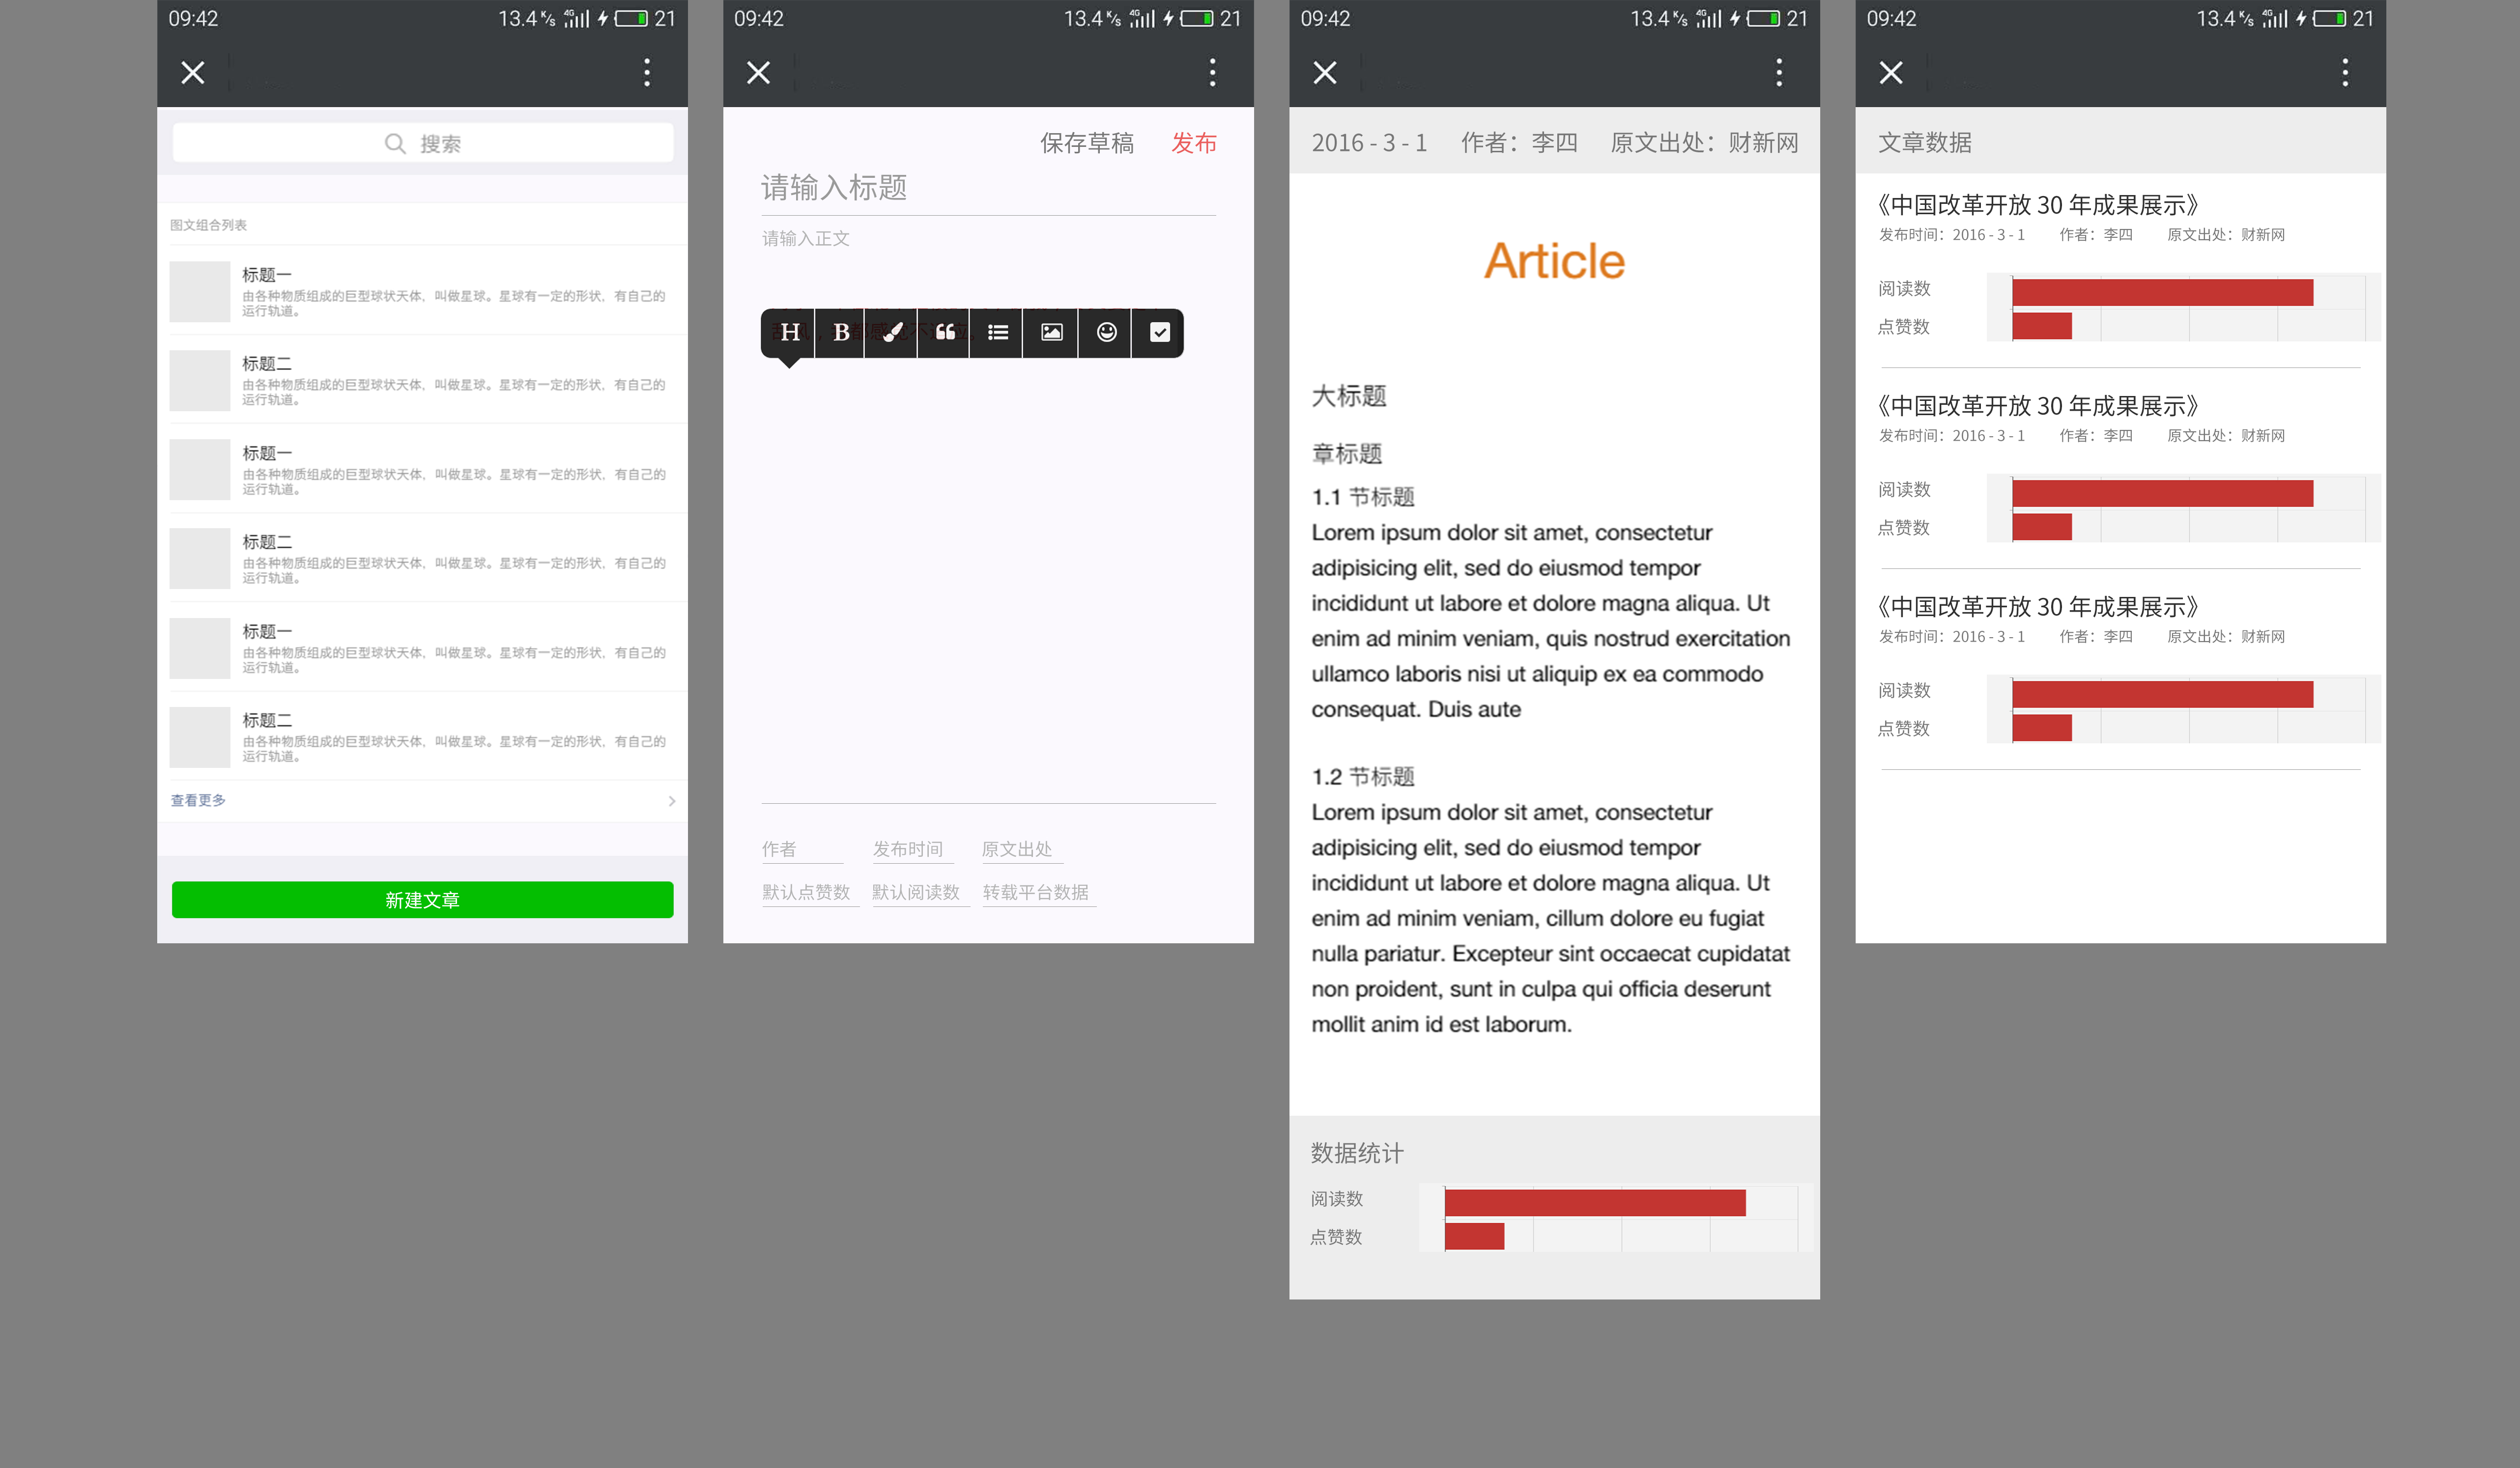 09:42 13.4 K/s 4G 21
搜索
图文组合列表
标题一
由各种物质组成的巨型球状天体，叫做星球。星球有一定的形状，有自己的
运行轨道。
标题二
由各种物质组成的巨型球状天体，叫做星球。星球有一定的形状，有自己的
运行轨道。
标题一
由各种物质组成的巨型球状天体，叫做星球。星球有一定的形状，有自己的
运行轨道。
标题二
由各种物质组成的巨型球状天体，叫做星球。星球有一定的形状，有自己的
运行轨道。
标题一
由各种物质组成的巨型球状天体，叫做星球。星球有一定的形状，有自己的
运行轨道。
标题二
由各种物质组成的巨型球状天体，叫做星球。星球有一定的形状，有自己的
运行轨道。
查看更多
新建文章
09:42 13.4 K/s 4G 21
保存草稿 发布
请输入标题
请输入正文
H B
作者 发布时间 原文出处
默认点赞数 默认阅读数 转载平台数据
09:42 13.4 K/s 4G 21
2016 - 3 - 1 作者：李四 原文出处：财新网
Article
大标题
章标题
1.1 节标题
Lorem ipsum dolor sit amet, consectetur
adipisicing elit, sed do eiusmod tempor
incididunt ut labore et dolore magna aliqua. Ut
enim ad minim veniam, quis nostrud exercitation
ullamco laboris nisi ut aliquip ex ea commodo
consequat. Duis aute
1.2 节标题
Lorem ipsum dolor sit amet, consectetur
adipisicing elit, sed do eiusmod tempor
incididunt ut labore et dolore magna aliqua. Ut
enim ad minim veniam, cillum dolore eu fugiat
nulla pariatur. Excepteur sint occaecat cupidatat
non proident, sunt in culpa qui officia deserunt
mollit anim id est laborum.
数据统计
阅读数
点赞数
09:42 13.4 K/s 4G 21
文章数据
《中国改革开放 30 年成果展示》
发布时间：2016 - 3 - 1 作者：李四 原文出处：财新网
阅读数
点赞数
《中国改革开放 30 年成果展示》
发布时间：2016 - 3 - 1 作者：李四 原文出处：财新网
阅读数
点赞数
《中国改革开放 30 年成果展示》
发布时间：2016 - 3 - 1 作者：李四 原文出处：财新网
阅读数
点赞数